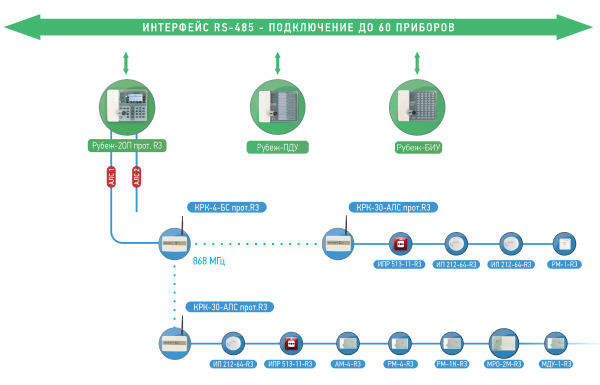 ИНТЕРФЕЙС RS-485 - ПОДКЛЮЧЕНИЕ ДО 60 ПРИБОРОВ
Рубеж-2ОП прот. R3
Рубеж-ПДУ
Рубеж-БИУ
АЛС 1
АЛС 2
КРК-4-БС прот.R3
КРК-30-АЛС прот.R3
868 МГц
ИПР 513-11-R3
ИП 212-64-R3
ИП 212-64-R3
РМ-1-R3
КРК-30-АЛС прот.R3
ИП 212-64-R3
ИПР 513-11-R3
АМ-4-R3
РМ-4-R3
РМ-1К-R3
МРО-2М-R3
МДУ-1-R3